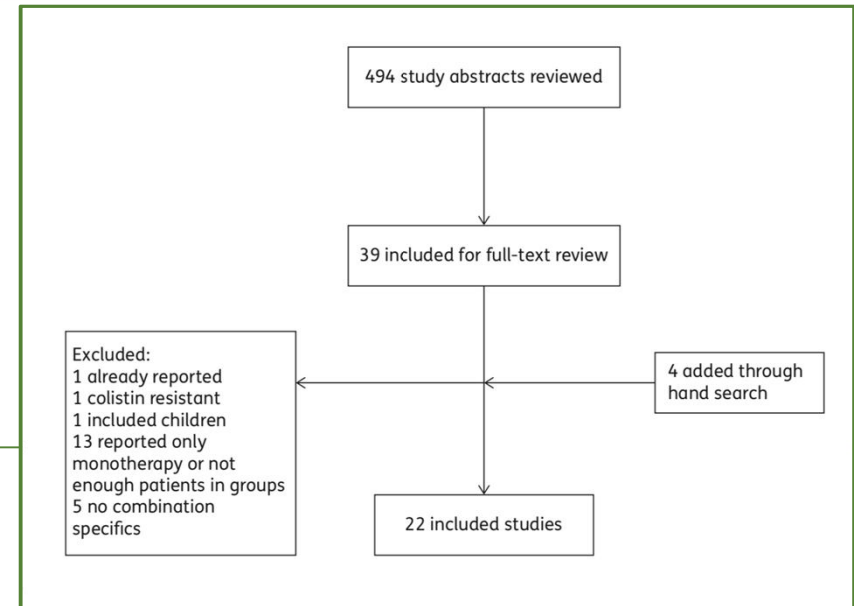 494 study abstracts reviewed
39 included for full-text review
Excluded:
1 already reported
1 colistin resistant
1 included children
13 reported only
monotherapy or not
enough patients in groups
5 no combination
specifics
4 added through
hand search
22 included studies